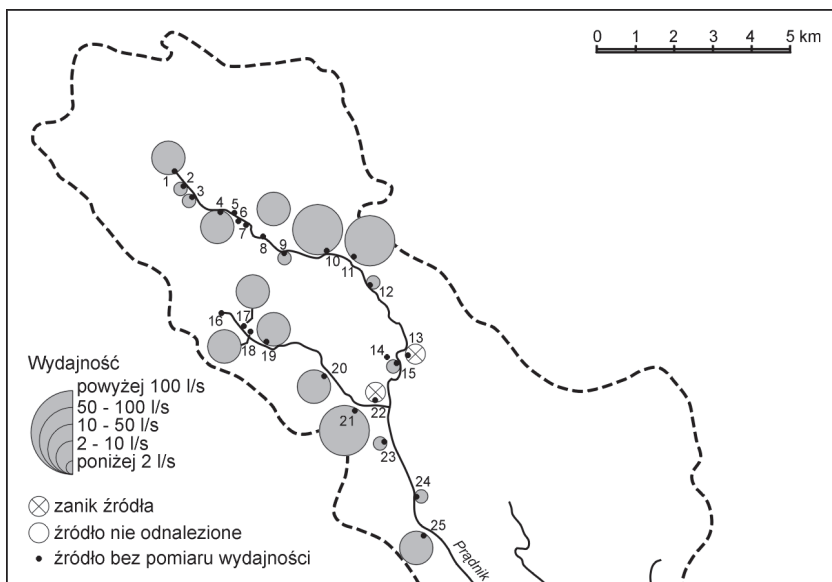 0 1 2 3 4 5 km
1
2
3
4
5
6
7
8
9
10
11
12
13
14
15
16
17
18
19
20
21
22
23
24
25
Prądnik
Wydajność
powyżej 100 l/s
50 - 100 l/s
10 - 50 l/s
2 - 10 l/s
poniżej 2 l/s
zanik źródła
źródło nie odnalezione
źródło bez pomiaru wydajności